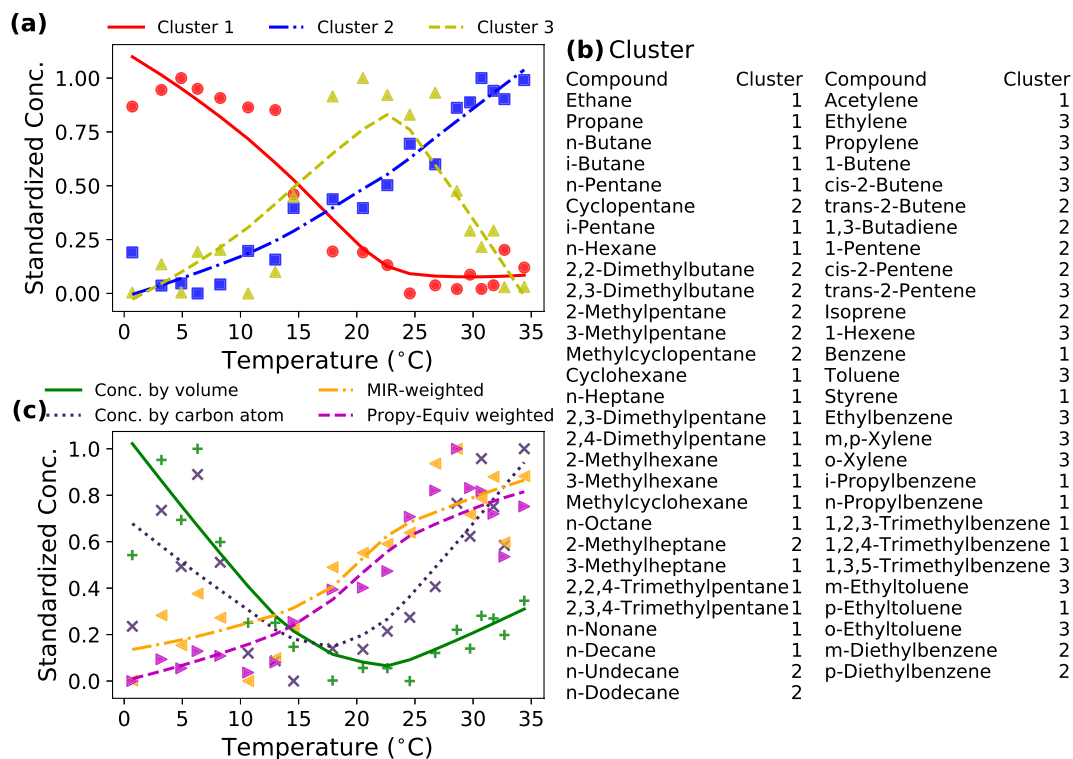 (a)
Cluster 1 Cluster 2 Cluster 3
Standardized Conc.
1.00
0.75
0.50
0.25
0.00
0 5 10 15 20 25 30 35
Temperature (°C)
(b) Cluster
Compound Cluster Compound Cluster
Ethane 1 Acetylene 1
Propane 1 Ethylene 3
n-Butane 1 Propylene 3
i-Butane 1 1-Butene 3
n-Pentane 1 cis-2-Butene 3
Cyclopentane 2 trans-2-Butene 2
i-Pentane 1 1,3-Butadiene 2
n-Hexane 1 1-Pentene 2
2,2-Dimethylbutane 2 cis-2-Pentene 2
2,3-Dimethylbutane 2 trans-2-Pentene 3
2-Methylpentane 2 Isoprene 2
3-Methylpentane 2 1-Hexene 3
Methylcyclopentane 2 Benzene 1
Cyclohexane 1 Toluene 3
n-Heptane 1 Styrene 1
2,3-Dimethylpentane 1 Ethylbenzene 3
2,4-Dimethylpentane 1 m,p-Xylene 3
2-Methylhexane 1 o-Xylene 3
3-Methylhexane 1 i-Propylbenzene 1
Methylcyclohexane 1 n-Propylbenzene 1
n-Octane 1 1,2,3-Trimethylbenzene 1
2-Methylheptane 2 1,2,4-Trimethylbenzene 1
3-Methylheptane 1 1,3,5-Trimethylbenzene 3
2,2,4-Trimethylpentane 1 m-Ethyltoluene 3
2,3,4-Trimethylpentane 1 p-Ethyltoluene 1
n-Nonane 1 o-Ethyltoluene 3
n-Decane 1 m-Diethylbenzene 2
n-Undecane 2 p-Diethylbenzene 2
n-Dodecane 2
(c)
Conc. by volume MIR-weighted
Conc. by carbon atom Propy-Equiv weighted
Standardized Conc.
1.0
0.8
0.6
0.4
0.2
0.0
0 5 10 15 20 25 30 35
Temperature (°C)